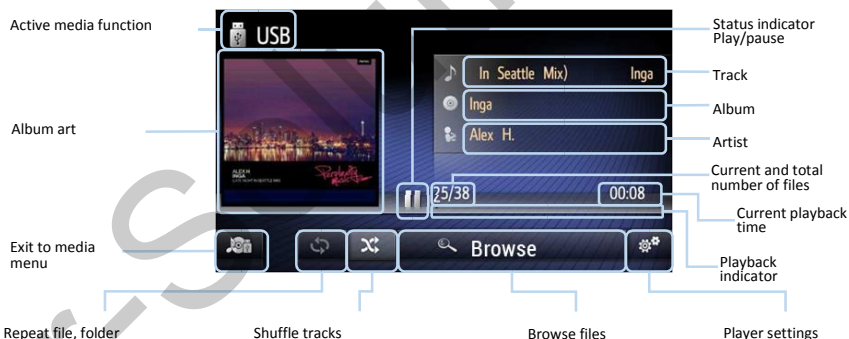 Active media function
USB
Status indicator
Play/pause
In Seattle Mix) Inga
Track
Inga
Album
Album art
Alex H.
Artist
ALEX H
INGA
Current and total
number of files
25/38
00:08
Current playback
time
Exit to media
menu
Browse
Playback
indicator
Repeat file, folder
Shuffle tracks
Browse files
Player settings